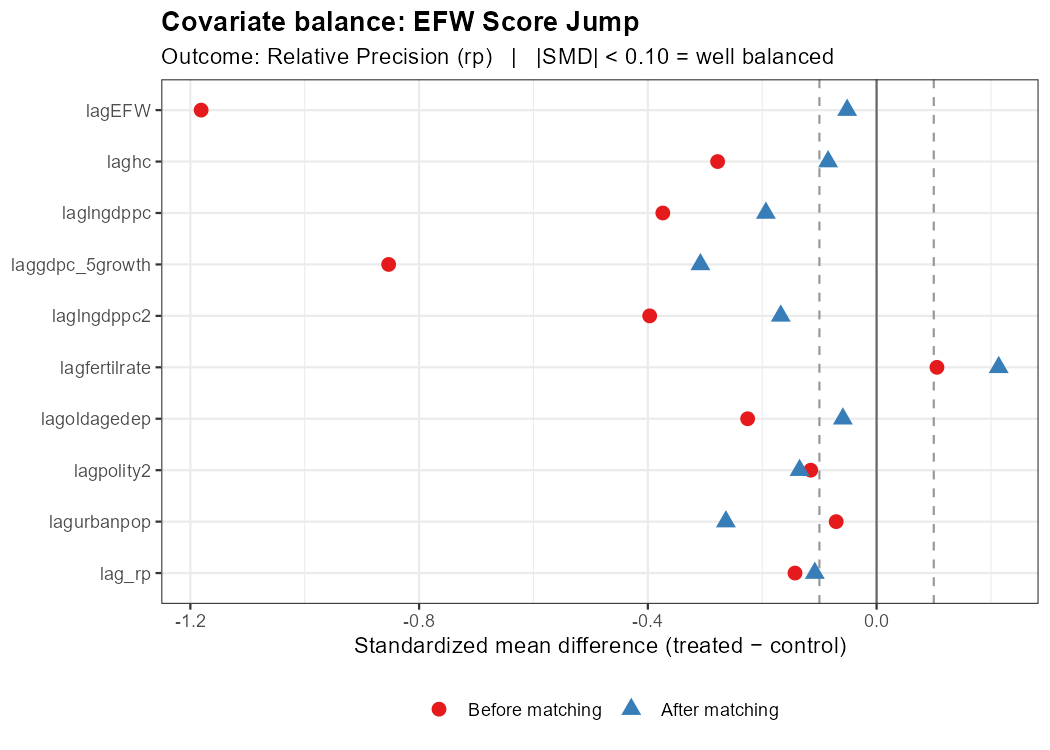 Covariate balance: EFW Score Jump
Outcome: Relative Precision (rp) | |SMD| < 0.10 = well balanced
lagEFW
laghc
laglngdppc
laggdpc_5growth
laglngdppc2
lagfertilrate
lagoldagedep
lagpolity2
lagurbanpop
lag_rp
-1.2 -0.8 -0.4 0.0
Standardized mean difference (treated − control)
Before matching After matching